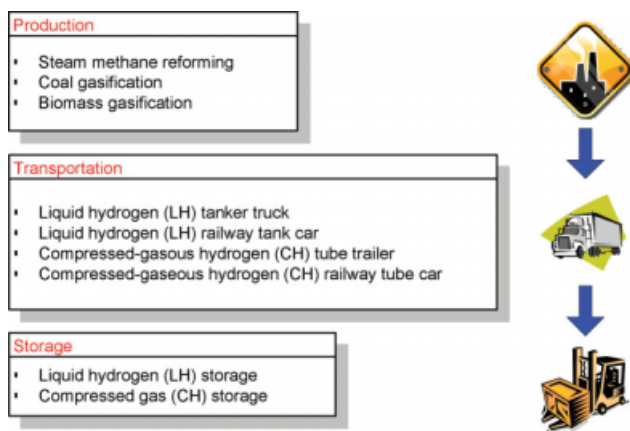 Production
▪ Steam methane reforming
▪ Coal gasification
▪ Biomass gasification
Transportation
▪ Liquid hydrogen (LH) tanker truck
▪ Liquid hydrogen (LH) railway tank car
▪ Compressed-gasous hydrogen (CH) tube trailer
▪ Compressed-gaseous hydrogen (CH) railway tube car
Storage
▪ Liquid hydrogen (LH) storage
▪ Compressed gas (CH) storage